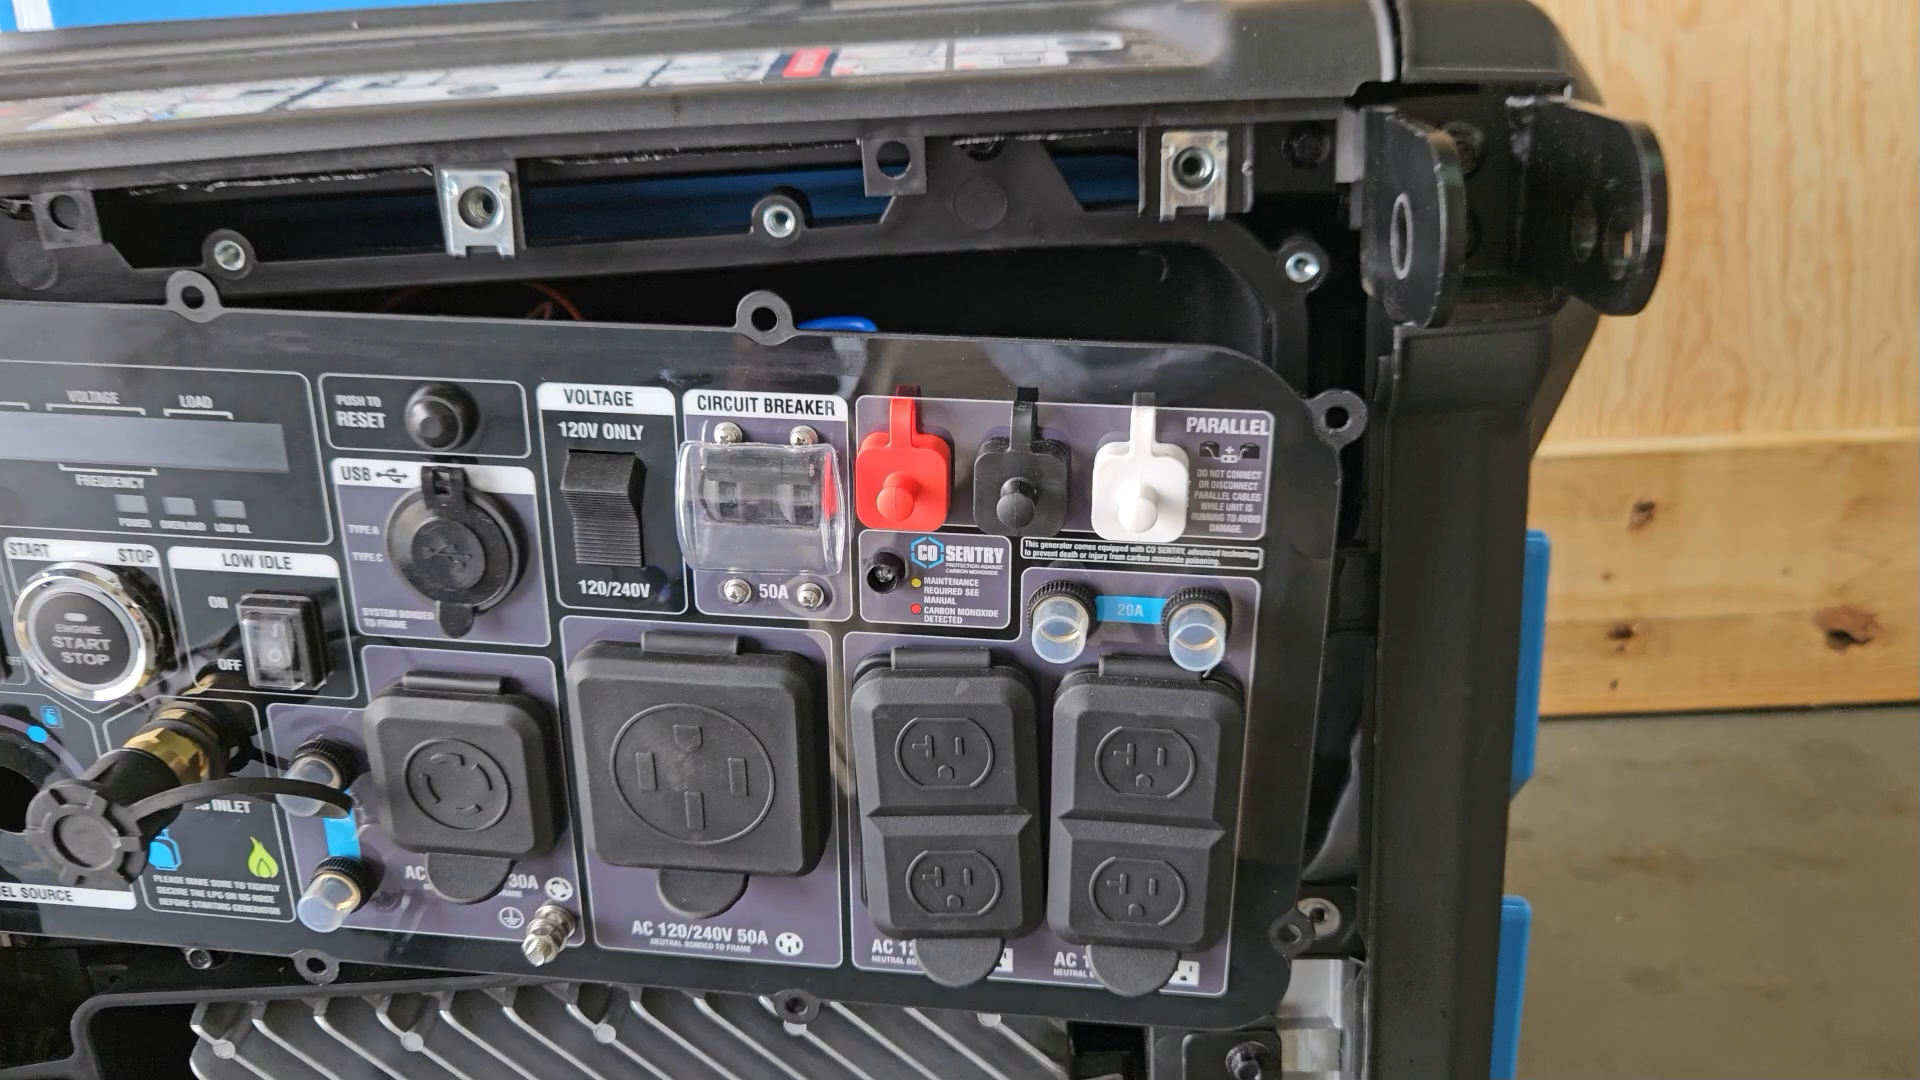 VOLTAGE
LOAD
FREQUENCY
POWER
OVERLOAD
LOW OIL
PUSH TO
RESET
USB
TYPE A
TYPE C
SYSTEM BONDED
TO FRAME
VOLTAGE
120V ONLY
120/240V
CIRCUIT BREAKER
50A
PARALLEL
DO NOT CONNECT
OR DISCONNECT
PARALLEL CABLES
WHILE UNIT IS
RUNNING TO AVOID
DAMAGE.
CO SENTRY
PROTECTION AGAINST
CARBON MONOXIDE
MAINTENANCE
REQUIRED SEE
MANUAL
CARBON MONOXIDE
DETECTED
This generator comes equipped with CO SENTRY, advanced technology
to prevent death or injury from carbon monoxide poisoning.
20A
START
STOP
ENGINE
START
STOP
LOW IDLE
ON
OFF
INLET
PLEASE MAKE SURE TO TIGHTLY
SECURE THE LPG OR NG HOSE
BEFORE STARTING GENERATOR
SOURCE
AC
30A
AC 120/240V 50A
NEUTRAL BONDED TO FRAME
AC
NEUTRAL
AC
NEUTRAL